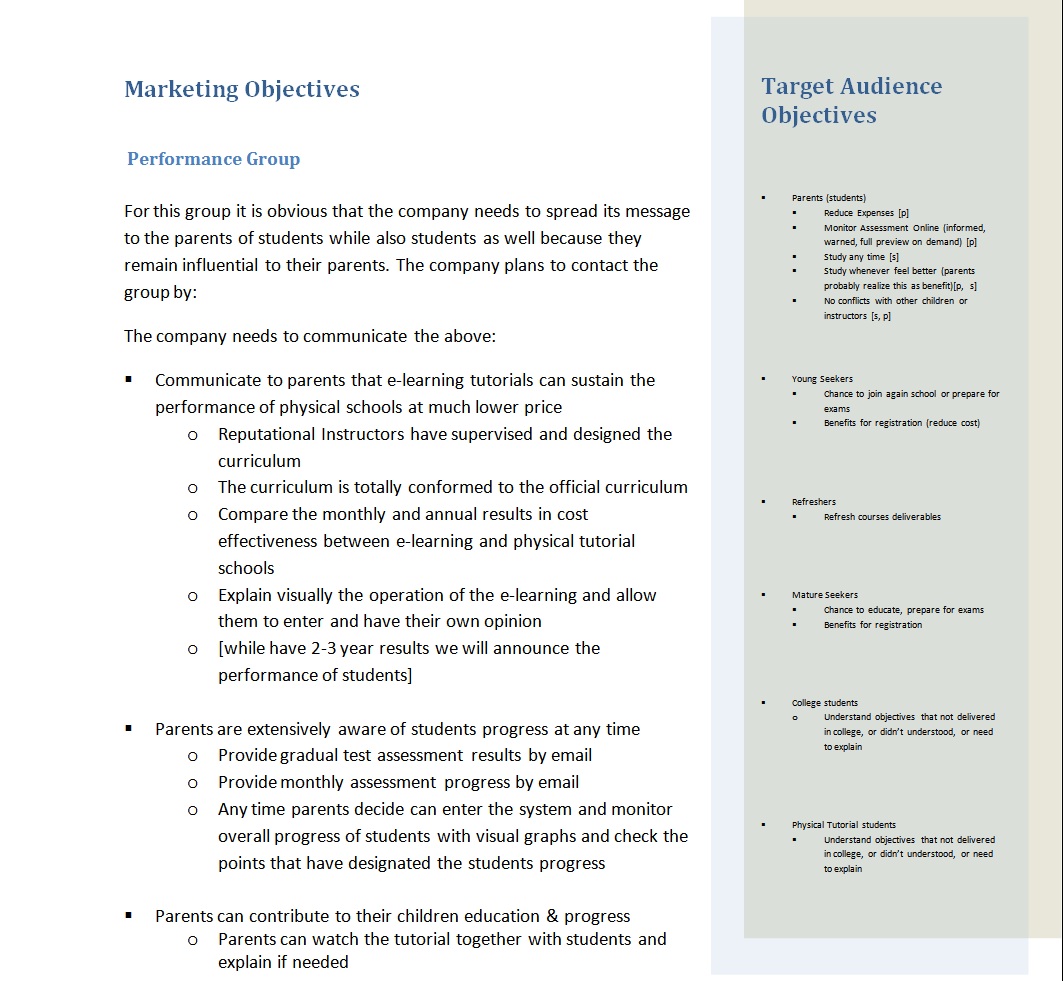 Marketing Objectives
Performance Group
For this group it is obvious that the company needs to spread its message
to the parents of students while also students as well because they
remain influential to their parents. The company plans to contact the
group by:
The company needs to communicate the above:
▪ Communicate to parents that e-learning tutorials can sustain the
performance of physical schools at much lower price
o Reputational Instructors have supervised and designed the
curriculum
o The curriculum is totally conformed to the official curriculum
o Compare the monthly and annual results in cost
effectiveness between e-learning and physical tutorial
schools
o Explain visually the operation of the e-learning and allow
them to enter and have their own opinion
o [while have 2-3 year results we will announce the
performance of students]
▪ Parents are extensively aware of students progress at any time
o Provide gradual test assessment results by email
o Provide monthly assessment progress by email
o Any time parents decide can enter the system and monitor
overall progress of students with visual graphs and check the
points that have designated the students progress
▪ Parents can contribute to their children education & progress
o Parents can watch the tutorial together with students and
explain if needed
Target Audience
Objectives
▪ Parents (students)
▪ Reduce Expenses [p]
▪ Monitor Assessment Online (informed,
warned, full preview on demand) [p]
▪ Study any time [s]
▪ Study whenever feel better (parents
probably realize this as benefit)[p, s]
▪ No conflicts with other children or
instructors [s, p]
▪ Young Seekers
▪ Chance to join again school or prepare for
exams
▪ Benefits for registration (reduce cost)
▪ Refreshers
▪ Refresh courses deliverables
▪ Mature Seekers
▪ Chance to educate, prepare for exams
▪ Benefits for registration
▪ College students
o Understand objectives that not delivered
in college, or didn't understood, or need
to explain
▪ Physical Tutorial students
▪ Understand objectives that not delivered
in college, or didn't understood, or need
to explain